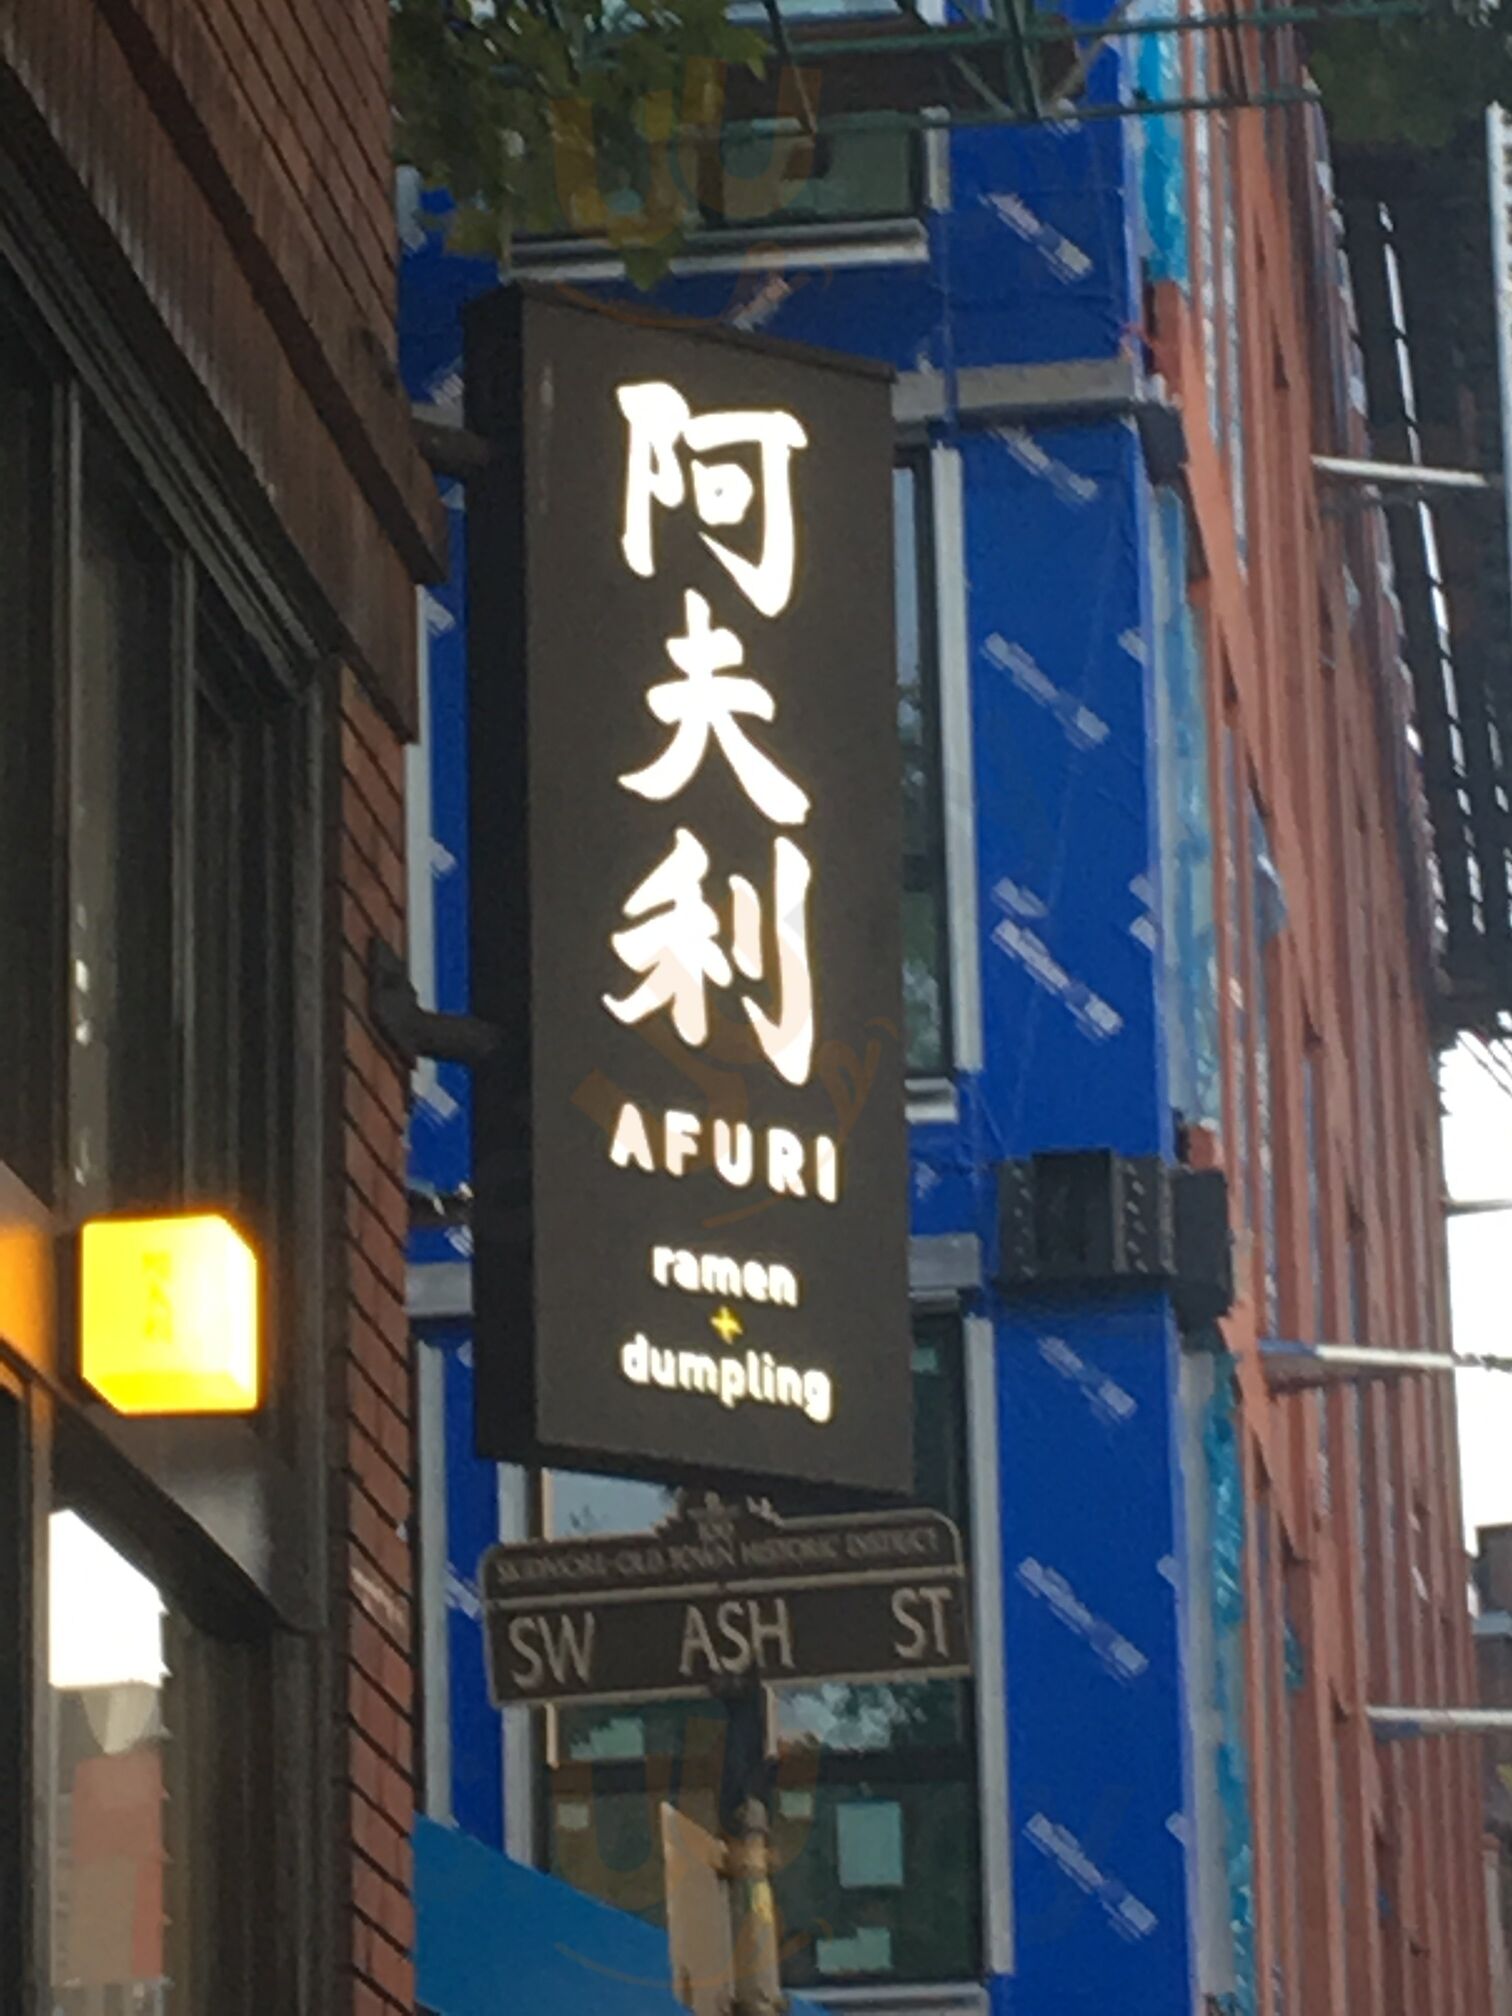 阿
夫
利
AFURI
ramen
+
dumpling
SKIDMORE-OLD TOWN HISTORIC DISTRICT
SW ASH ST